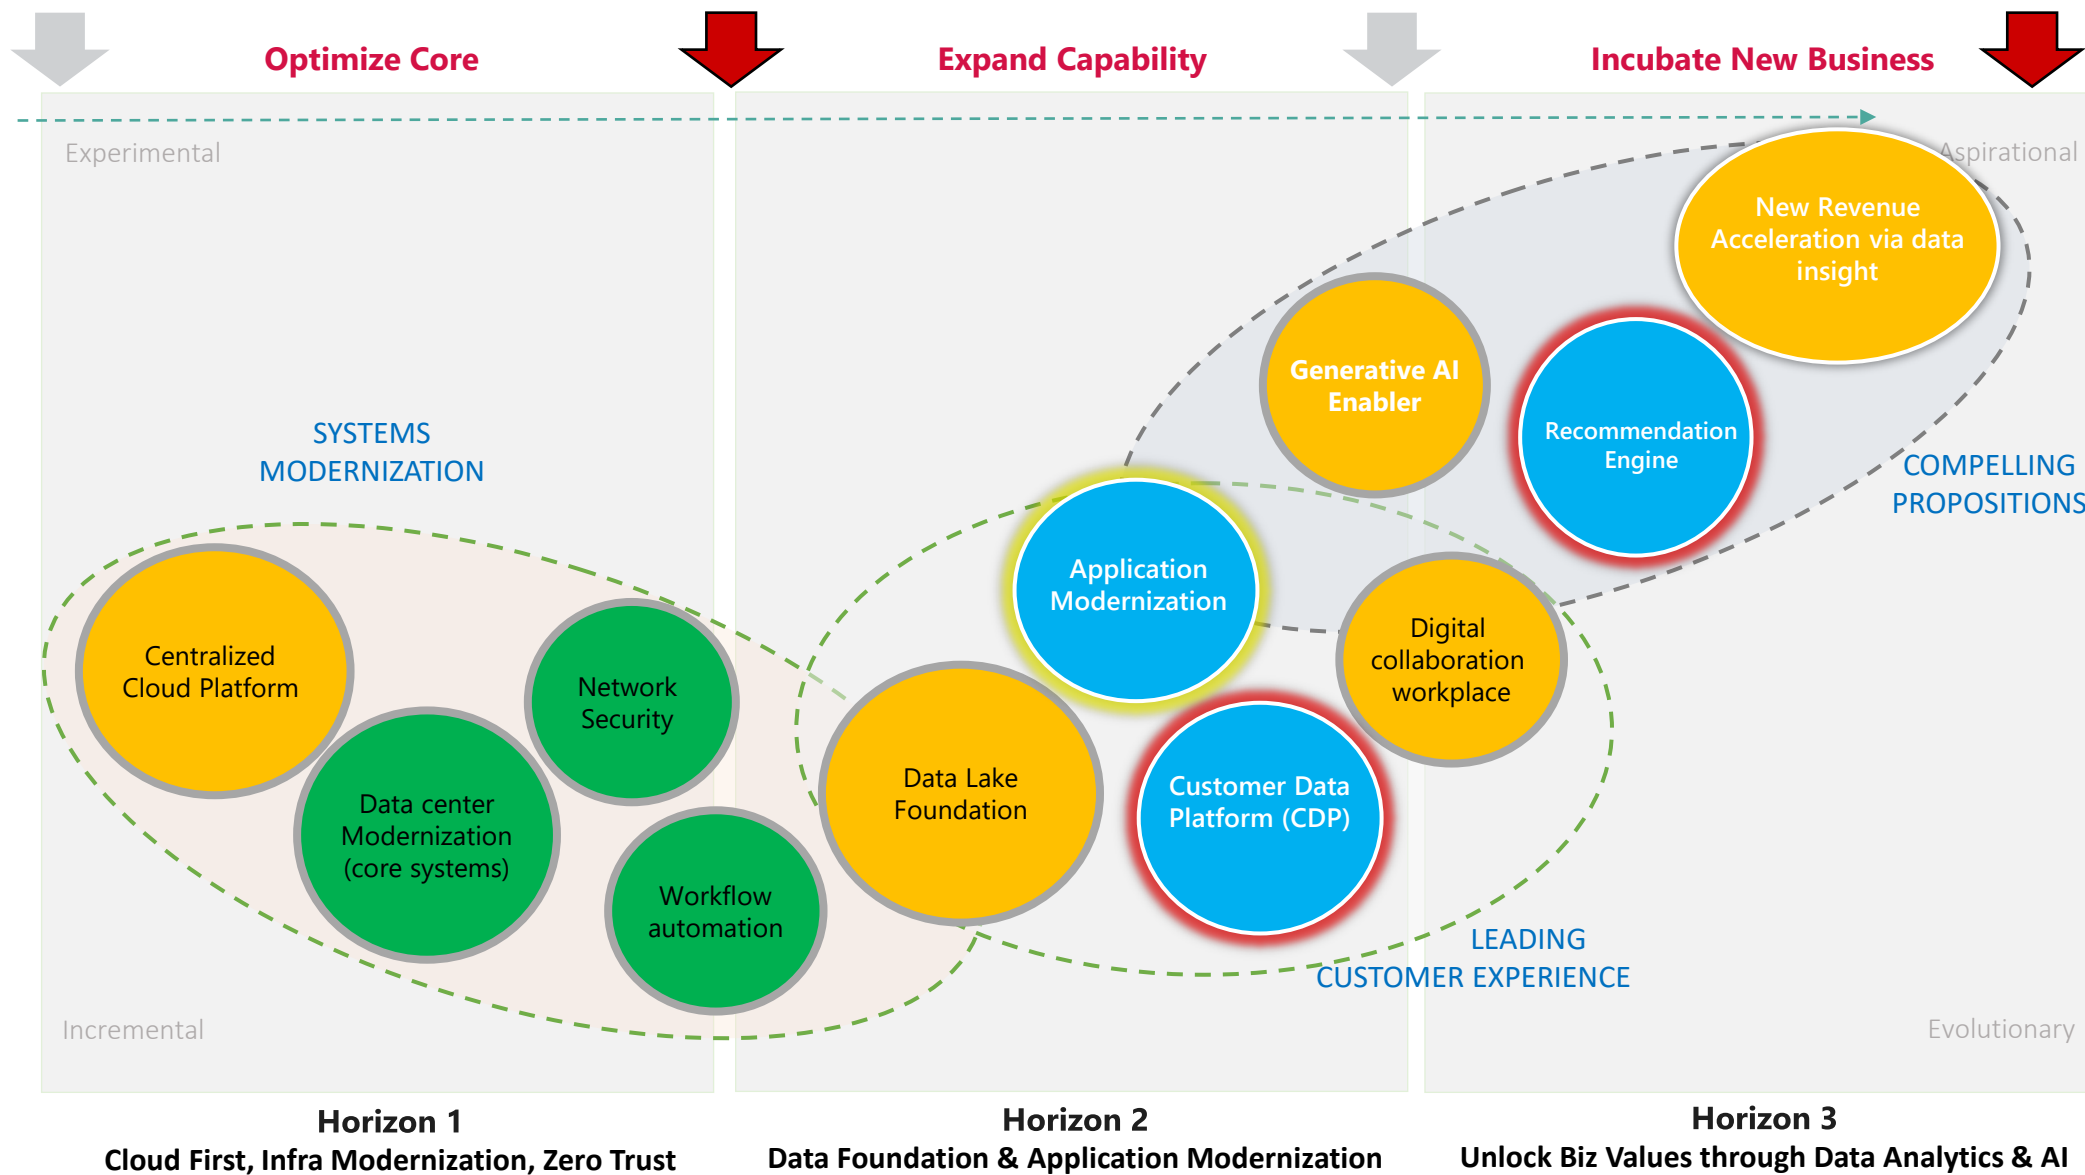 Optimize Core
Expand Capability
Incubate New Business
Experimental
Aspirational
New Revenue
Acceleration via data
insight
Generative AI
Enabler
Recommendation
Engine
SYSTEMS
MODERNIZATION
COMPELLING
PROPOSITIONS
Application
Modernization
Digital
collaboration
workplace
Centralized
Cloud Platform
Network
Security
Data center
Modernization
(core systems)
Data Lake
Foundation
Customer Data
Platform (CDP)
Workflow
automation
LEADING
CUSTOMER EXPERIENCE
Incremental
Evolutionary
Horizon 1
Cloud First, Infra Modernization, Zero Trust
Horizon 2
Data Foundation & Application Modernization
Horizon 3
Unlock Biz Values through Data Analytics & AI